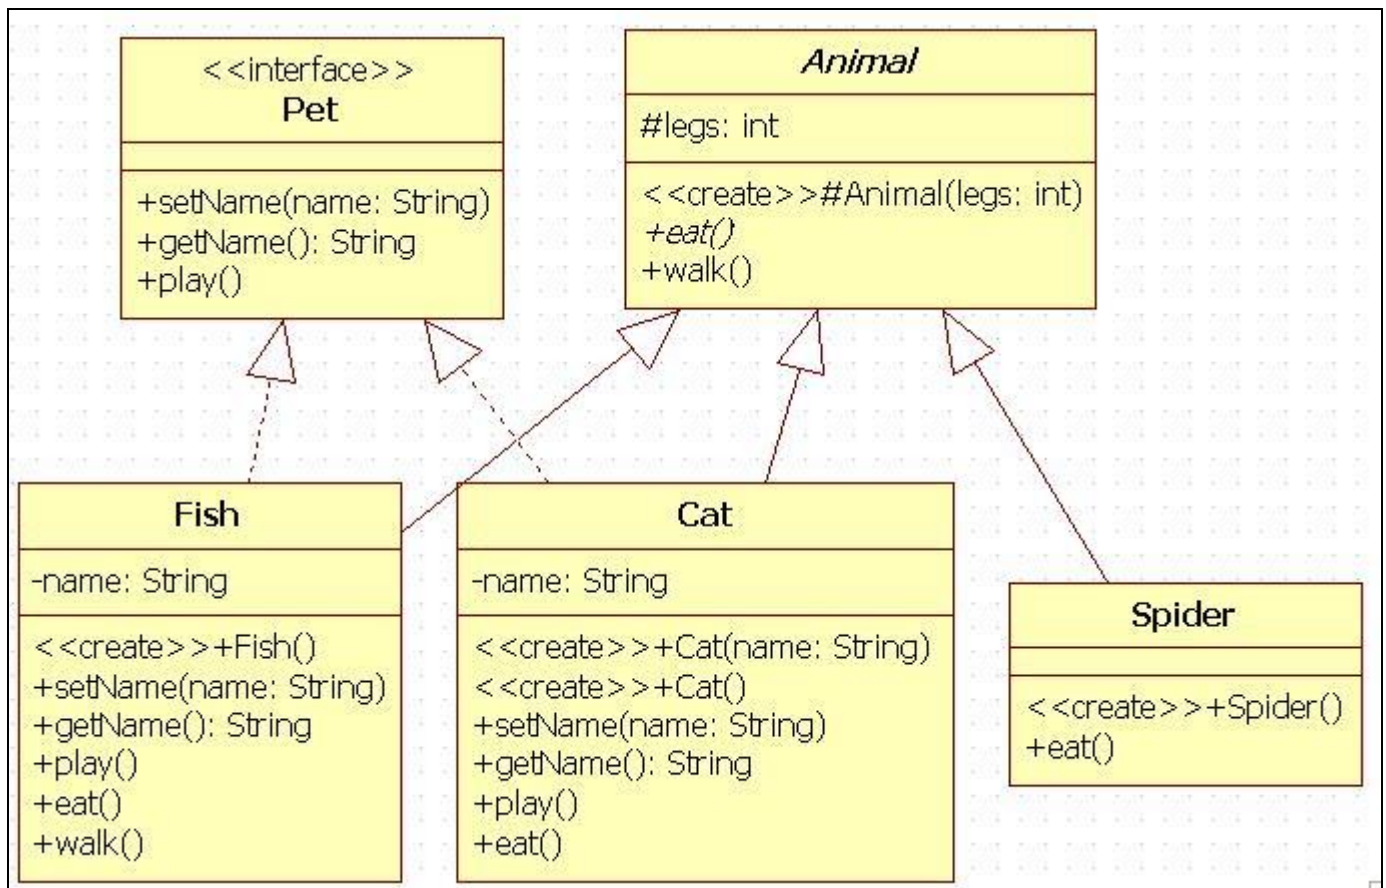 <<interface>>
Pet
+setName(name: String)
+getName(): String
+play()
Animal
#legs: int
<<create>>#Animal(legs: int)
+eat()
+walk()
Fish
-name: String
<<create>>+Fish()
+setName(name: String)
+getName(): String
+play()
+eat()
+walk()
Cat
-name: String
<<create>>+Cat(name: String)
<<create>>+Cat()
+setName(name: String)
+getName(): String
+play()
+eat()
Spider
<<create>>+Spider()
+eat()